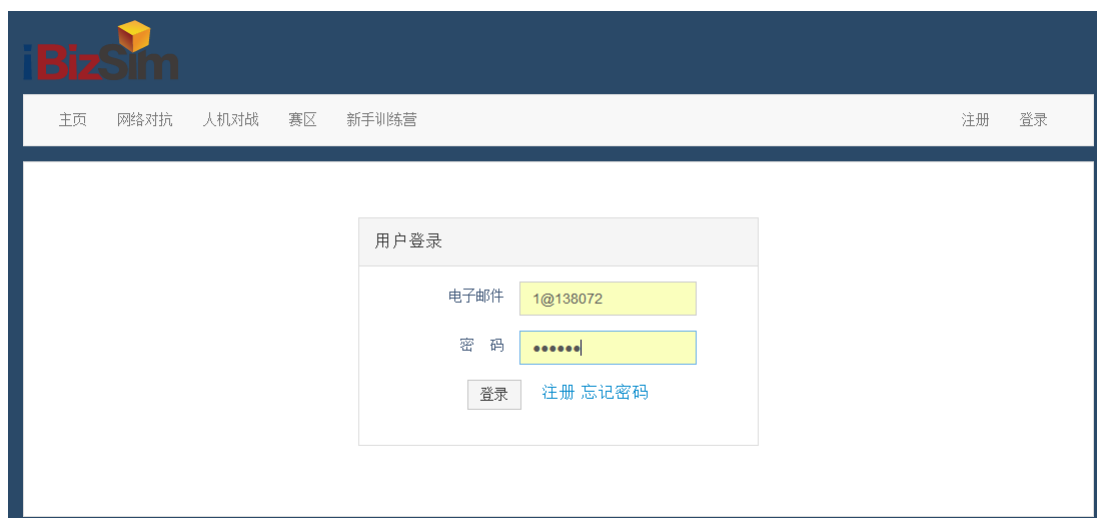 iBizSim
主页 网络对抗 人机对战 赛区 新手训练营 注册 登录
用户登录
电子邮件 1@138072
密 码 ••••••
登录 注册 忘记密码